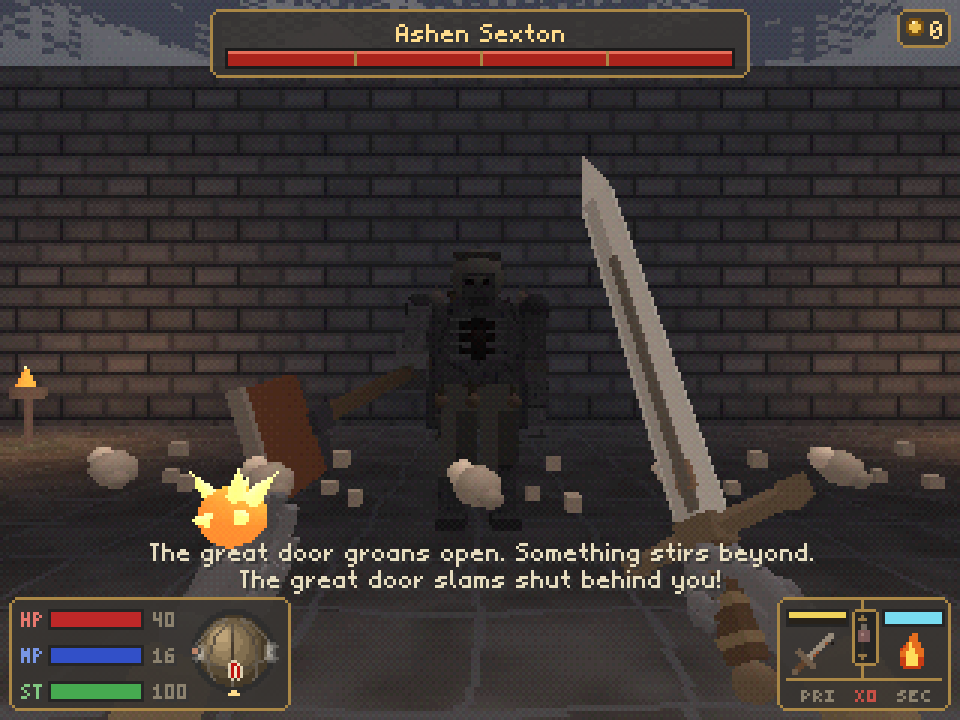 Ashen Sexton
0
The great door groans open. Something stirs beyond.
The great door slams shut behind you!
HP 40
MP 16
ST 100
0
PRI X0 SEC